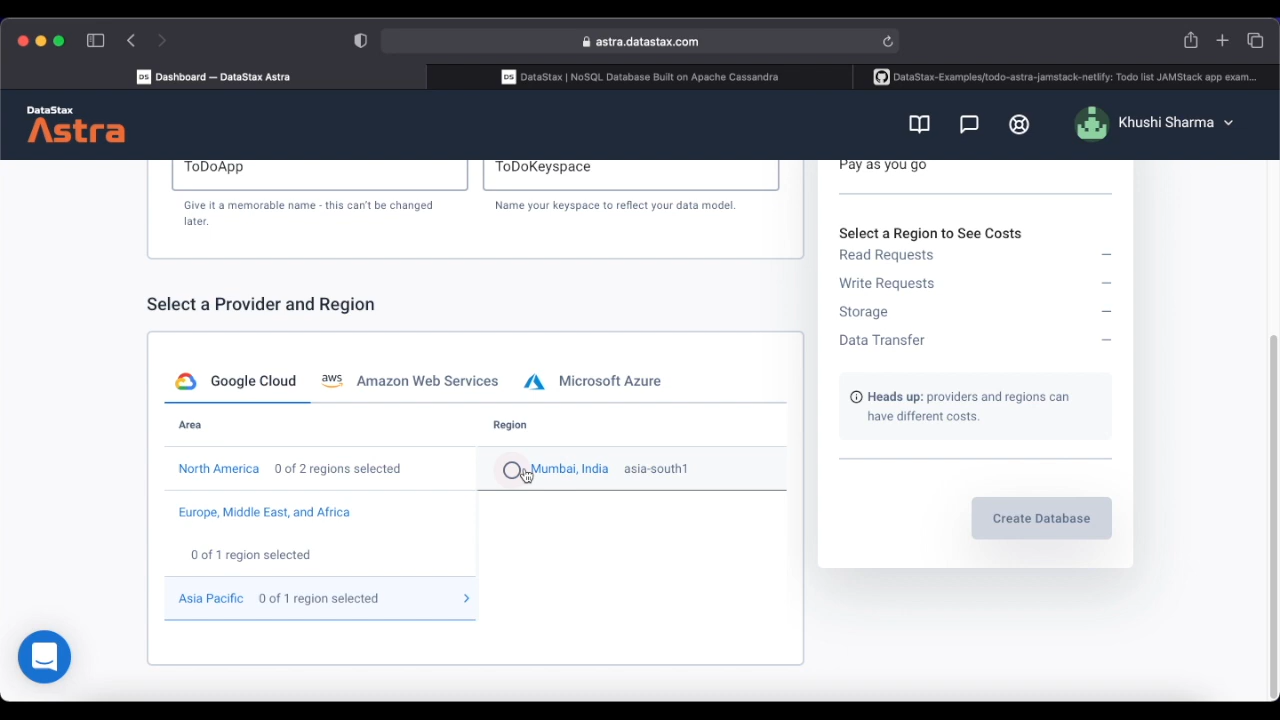 astra.datastax.com
DS Dashboard — DataStax Astra
DS DataStax | NoSQL Database Built on Apache Cassandra
DataStax-Examples/todo-astra-jamstack-netlify: Todo list JAMStack app exam...
DataStax
Astra
Khushi Sharma
ToDoApp
ToDoKeyspace
Give it a memorable name - this can't be changed
later.
Name your keyspace to reflect your data model.
Pay as you go
Select a Region to See Costs
Read Requests –
Write Requests –
Storage –
Data Transfer –
Heads up: providers and regions can
have different costs.
Create Database
Select a Provider and Region
Google Cloud
aws Amazon Web Services
Microsoft Azure
Area
Region
North America 0 of 2 regions selected
Mumbai, India asia-south1
Europe, Middle East, and Africa
0 of 1 region selected
Asia Pacific 0 of 1 region selected